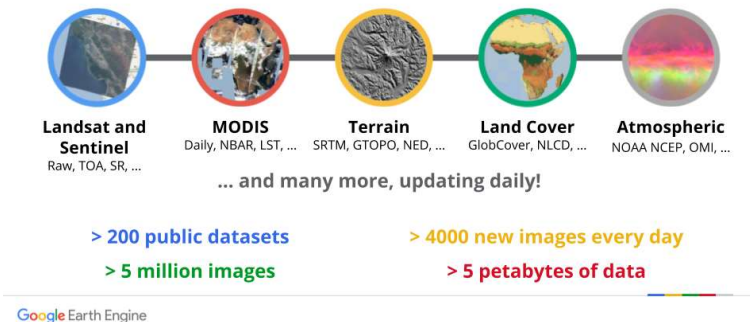 Landsat and
Sentinel
Raw, TOA, SR, ...
MODIS
Daily, NBAR, LST, ...
Terrain
SRTM, GTOPO, NED, ...
Land Cover
GlobCover, NLCD, ...
Atmospheric
NOAA NCEP, OMI, ...
... and many more, updating daily!
> 200 public datasets
> 4000 new images every day
> 5 million images
> 5 petabytes of data
Google Earth Engine